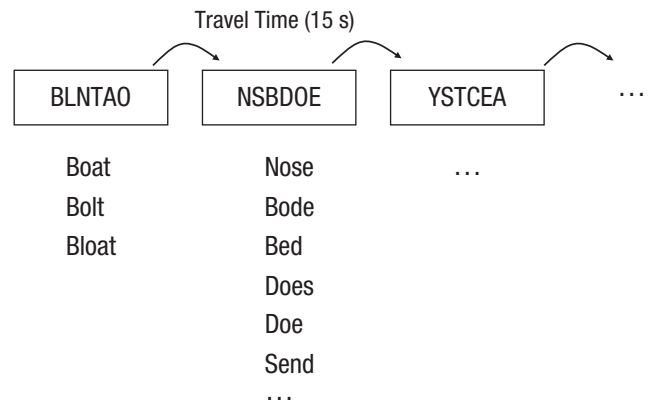 Travel Time (15 s)
BLNTAO NSBDOE YSTCEA ...
Boat Nose ...
Bolt Bode
Bloat Bed
Does
Doe
Send
...